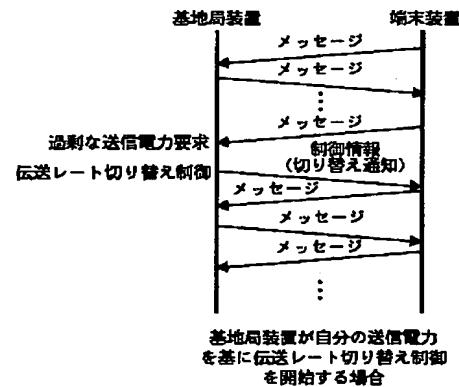 基地局装置 端末装置
メッセージ
メッセージ
メッセージ
過剰な送信電力要求
制御情報
(切り替え通知)
伝送レート切り替え制御
メッセージ
メッセージ
メッセージ
基地局装置が自分の送信電力
を基に伝送レート切り替え制御
を開始する場合